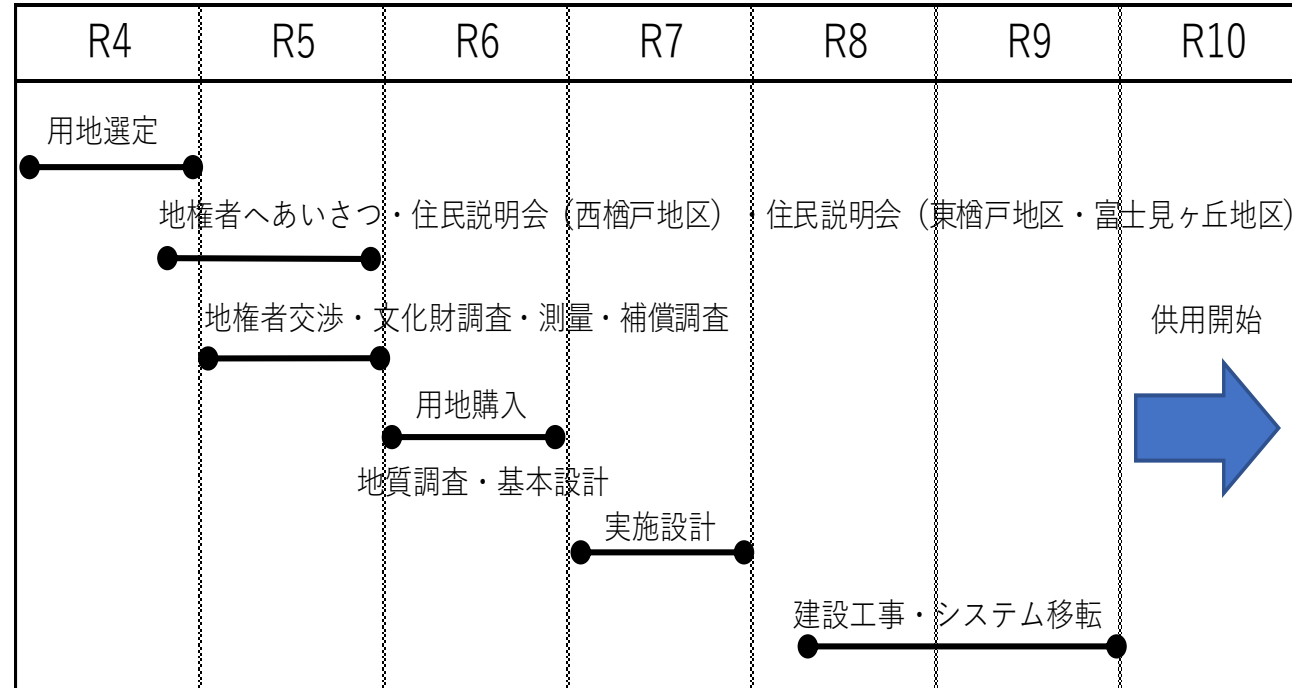 R4 R5 R6 R7 R8 R9 R10
用地選定
地権者へあいさつ・住民説明会（西楢戸地区）・住民説明会（東楢戸地区・富士見ヶ丘地区）
地権者交渉・文化財調査・測量・補償調査
供用開始
用地購入
地質調査・基本設計
実施設計
建設工事・システム移転